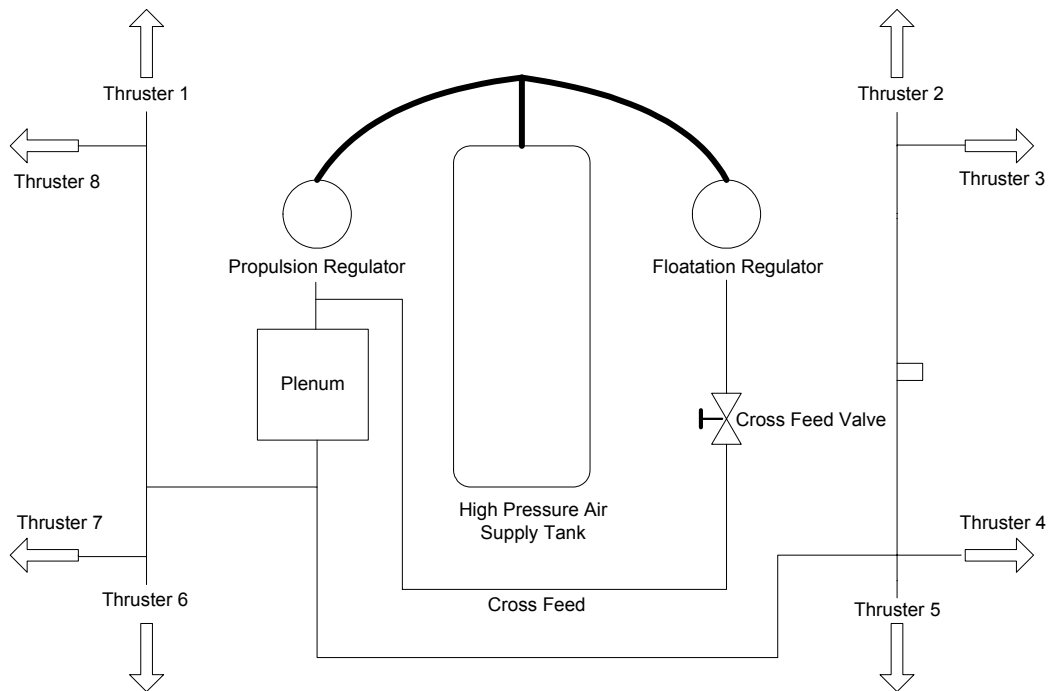 Thruster 1
Thruster 2
Thruster 8
Thruster 3
Propulsion Regulator
Floatation Regulator
Plenum
Cross Feed Valve
High Pressure Air
Supply Tank
Thruster 7
Thruster 4
Thruster 6
Cross Feed
Thruster 5